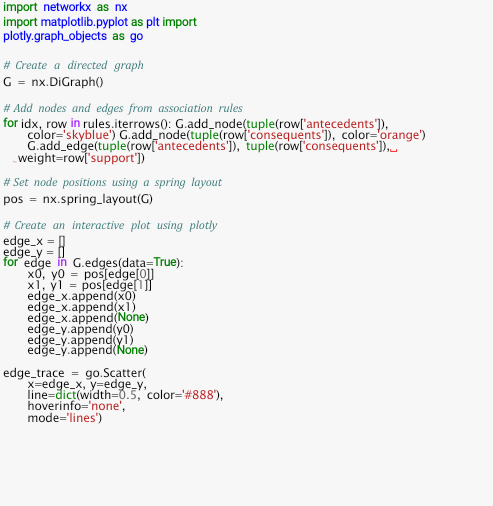 import networkx as nx
import matplotlib.pyplot as plt import
plotly.graph_objects as go
# Create a directed graph
G = nx.DiGraph()
# Add nodes and edges from association rules
for idx, row in rules.iterrows(): G.add_node(tuple(row['antecedents']),
color='skyblue') G.add_node(tuple(row['consequents']), color='orange')
G.add_edge(tuple(row['antecedents']), tuple(row['consequents']),␣
weight=row['support'])
# Set node positions using a spring layout
pos = nx.spring_layout(G)
# Create an interactive plot using plotly
edge_x = []
edge_y = []
for edge in G.edges(data=True):
x0, y0 = pos[edge[0]]
x1, y1 = pos[edge[1]]
edge_x.append(x0)
edge_x.append(x1)
edge_x.append(None)
edge_y.append(y0)
edge_y.append(y1)
edge_y.append(None)
edge_trace = go.Scatter(
x=edge_x, y=edge_y,
line=dict(width=0.5, color='#888'),
hoverinfo='none',
mode='lines')